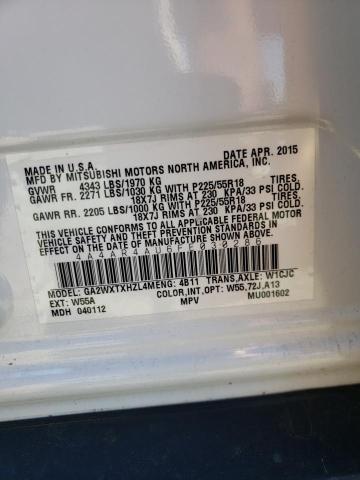 MADE IN U.S.A. DATE APR. 2015
MFD BY MITSUBISHI MOTORS NORTH AMERICA, INC.
GVWR 4343 LBS/1970 KG
GAWR FR. 2271 LBS/1030 KG WITH P225/55R18 TIRES,
18X7J RIMS AT 230 KPA/33 PSI COLD.
GAWR RR. 2205 LBS/1000 KG WITH P225/55R18 TIRES,
18X7J RIMS AT 230 KPA/33 PSI COLD.
THIS VEHICLE CONFORMS TO ALL APPLICABLE FEDERAL MOTOR VEHICLE
SAFETY AND THEFT PREVENTION STANDARDS IN
EFFECT ON THE DATE OF MANUFACTURE SHOWN ABOVE.
MODEL: GA2WXTXHZL4M ENG: 4B11 TRANS,AXLE: W1CJC
EXT: W55A COLOR,INT,OPT: W55,72J,A13
MDH 040112 MPV MU001602